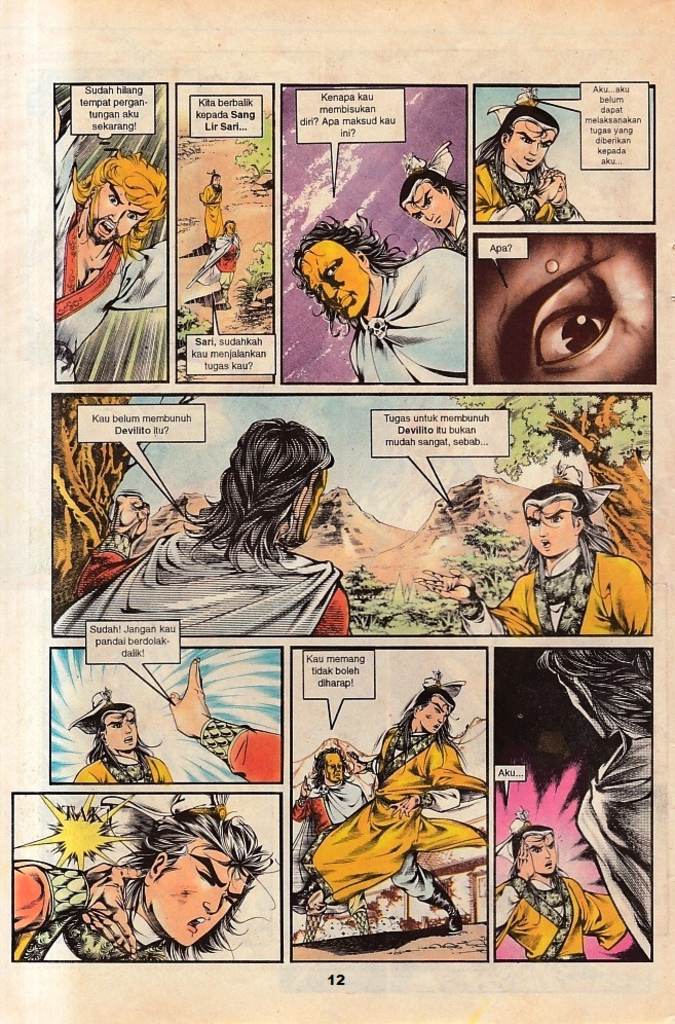 Sudah hilang
tempat pergan-
tungan aku
sekarang!
Kita berbalik
kepada Sang
Lir Sari...
Sari, sudahkah
kau menjalankan
tugas kau?
Kenapa kau
membisukan
diri? Apa maksud kau
ini?
Aku...aku
belum
dapat
melaksanakan
tugas yang
diberikan
kepada
aku...
Apa?
Kau belum membunuh
Devilito itu?
Tugas untuk membunuh
Devilito itu bukan
mudah sangat, sebab...
Sudah! Jangan kau
pandai berdolak-
dalik!
Kau memang
tidak boleh
diharap!
Aku...
12